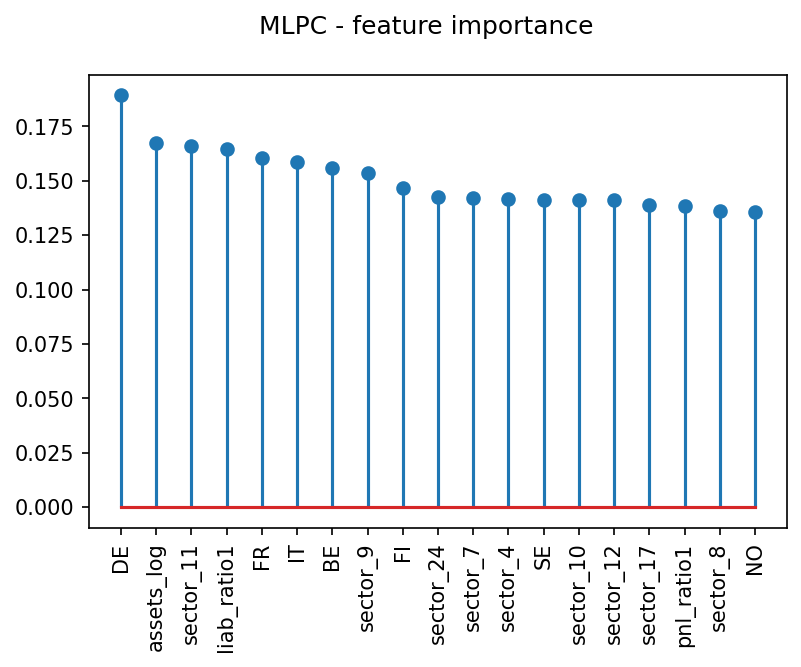 MLPC - feature importance
0.175
0.150
0.125
0.100
0.075
0.050
0.025
0.000
DE
assets_log
sector_11
liab_ratio1
FR
IT
BE
sector_9
FI
sector_24
sector_7
sector_4
SE
sector_10
sector_12
sector_17
pnl_ratio1
sector_8
NO